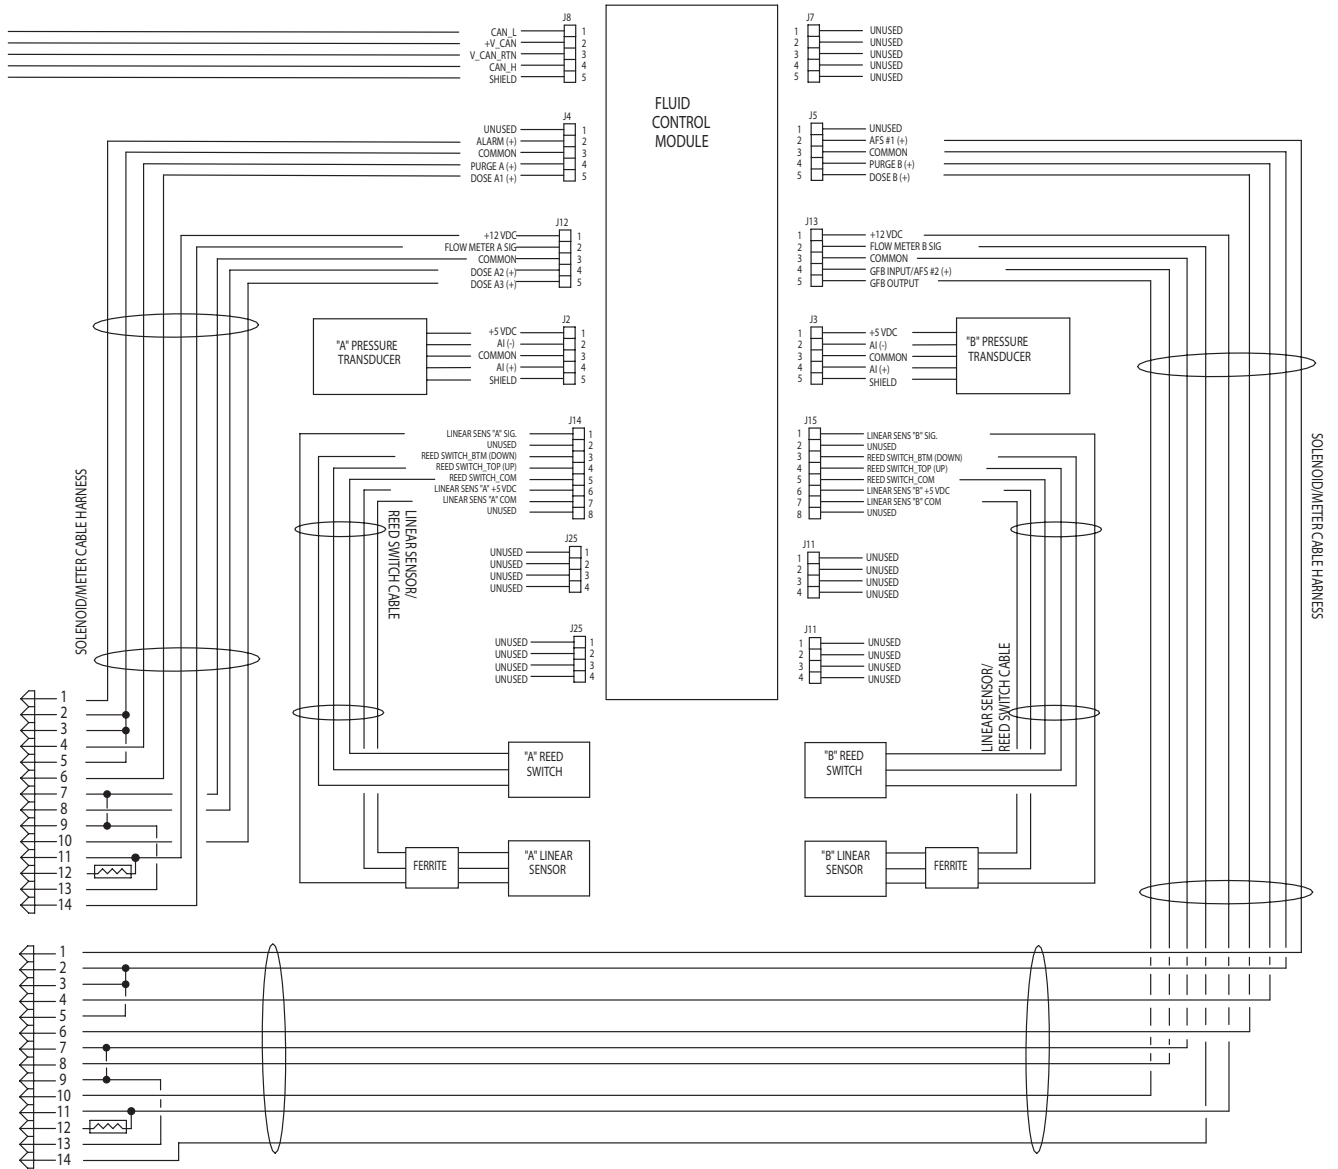 J8
CAN_L 1
+V_CAN 2
V_CAN_RTN 3
CAN_H 4
SHIELD 5
J4
UNUSED 1
ALARM (+) 2
COMMON 3
PURGE A (+) 4
DOSE A1 (+) 5
J12
+12 VDC 1
FLOW METER A SIG 2
COMMON 3
DOSE A2 (+) 4
DOSE A3 (+) 5
J2
+5 VDC 1
AI (-) 2
COMMON 3
AI (+) 4
SHIELD 5
"A" PRESSURE
TRANSDUCER
J14
LINEAR SENS "A" SIG. 1
UNUSED 2
REED SWITCH_BTM (DOWN) 3
REED SWITCH_TOP (UP) 4
REED SWITCH_COM 5
LINEAR SENS "A" +5 VDC 6
LINEAR SENS "A" COM 7
UNUSED 8
J25
UNUSED 1
UNUSED 2
UNUSED 3
UNUSED 4
J25
UNUSED 1
UNUSED 2
UNUSED 3
UNUSED 4
FLUID
CONTROL
MODULE
J7
1 UNUSED
2 UNUSED
3 UNUSED
4 UNUSED
5 UNUSED
J5
1 UNUSED
2 AFS #1 (+)
3 COMMON
4 PURGE B (+)
5 DOSE B (+)
J13
1 +12 VDC
2 FLOW METER B SIG
3 COMMON
4 GFB INPUT/AFS #2 (+)
5 GFB OUTPUT
J3
1 +5 VDC
2 AI (-)
3 COMMON
4 AI (+)
5 SHIELD
"B" PRESSURE
TRANSDUCER
J15
1 LINEAR SENS "B" SIG.
2 UNUSED
3 REED SWITCH_BTM (DOWN)
4 REED SWITCH_TOP (UP)
5 REED SWITCH_COM
6 LINEAR SENS "B" +5 VDC
7 LINEAR SENS "B" COM
8 UNUSED
J11
1 UNUSED
2 UNUSED
3 UNUSED
4 UNUSED
J11
1 UNUSED
2 UNUSED
3 UNUSED
4 UNUSED
SOLENOID/METER CABLE HARNESS
LINEAR SENSOR/
REED SWITCH CABLE
LINEAR SENSOR/
REED SWITCH CABLE
SOLENOID/METER CABLE HARNESS
"A" REED
SWITCH
"B" REED
SWITCH
FERRITE
"A" LINEAR
SENSOR
"B" LINEAR
SENSOR
FERRITE
1
2
3
4
5
6
7
8
9
10
11
12
13
14
1
2
3
4
5
6
7
8
9
10
11
12
13
14